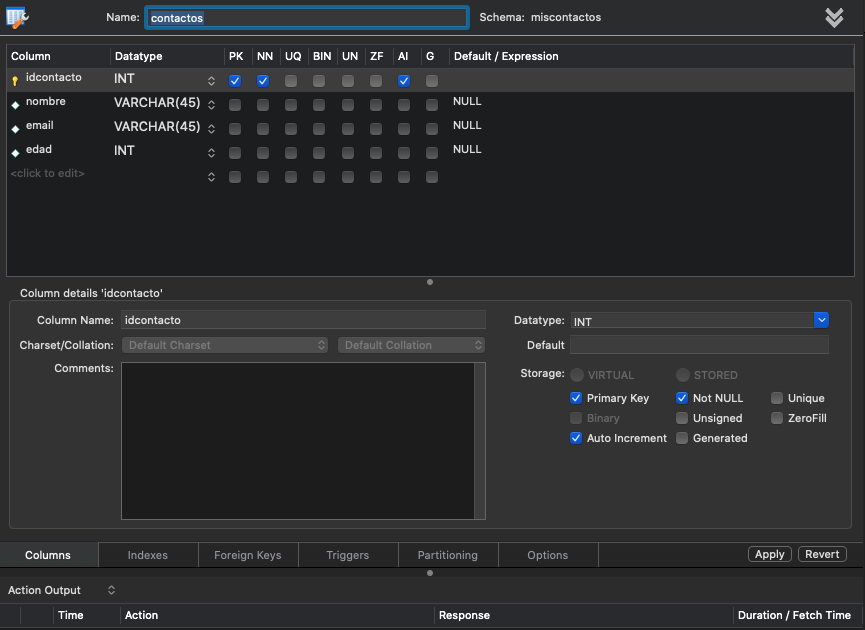 Name: contactos Schema: miscontactos
Column Datatype PK NN UQ BIN UN ZF AI G Default / Expression
idcontacto INT
nombre VARCHAR(45) NULL
email VARCHAR(45) NULL
edad INT NULL
<click to edit>
Column details 'idcontacto'
Column Name: idcontacto Datatype: INT
Charset/Collation: Default Charset Default Collation Default
Comments: Storage: VIRTUAL STORED
Primary Key Not NULL Unique
Binary Unsigned ZeroFill
Auto Increment Generated
Columns Indexes Foreign Keys Triggers Partitioning Options Apply Revert
Action Output
Time Action Response Duration / Fetch Time